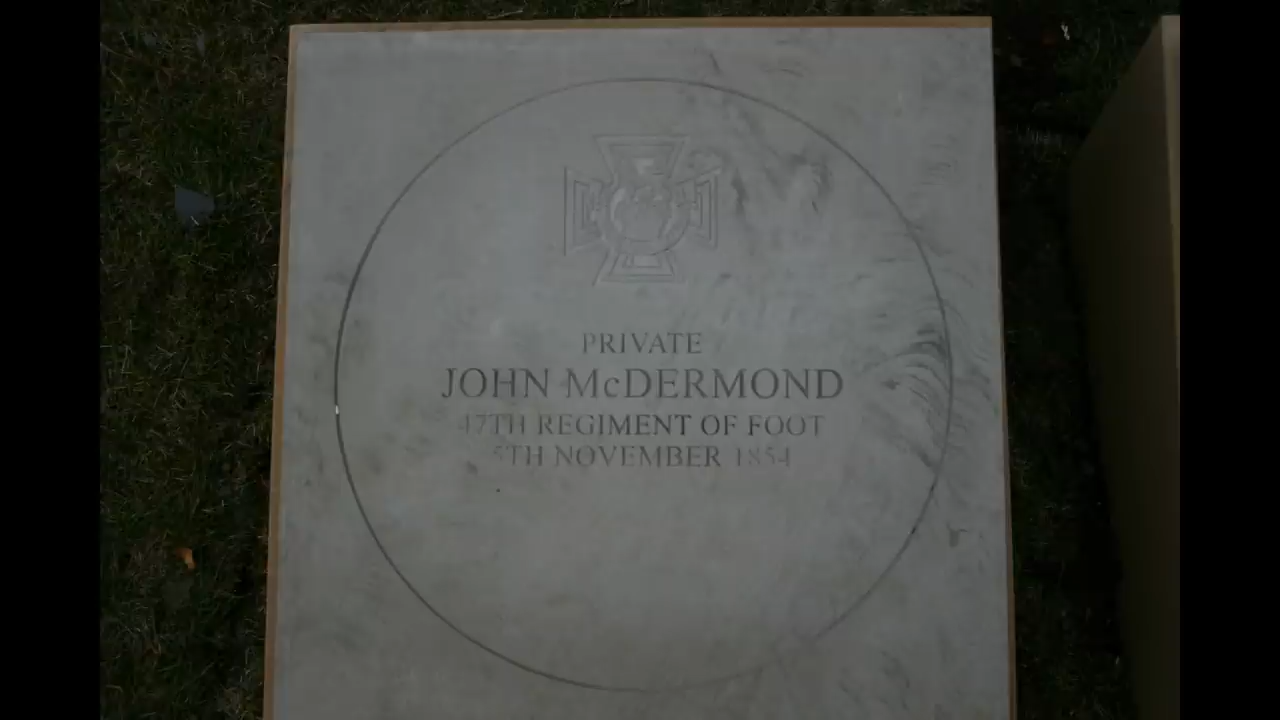 PRIVATE
JOHN McDERMOND
47TH REGIMENT OF FOOT
5TH NOVEMBER 1854